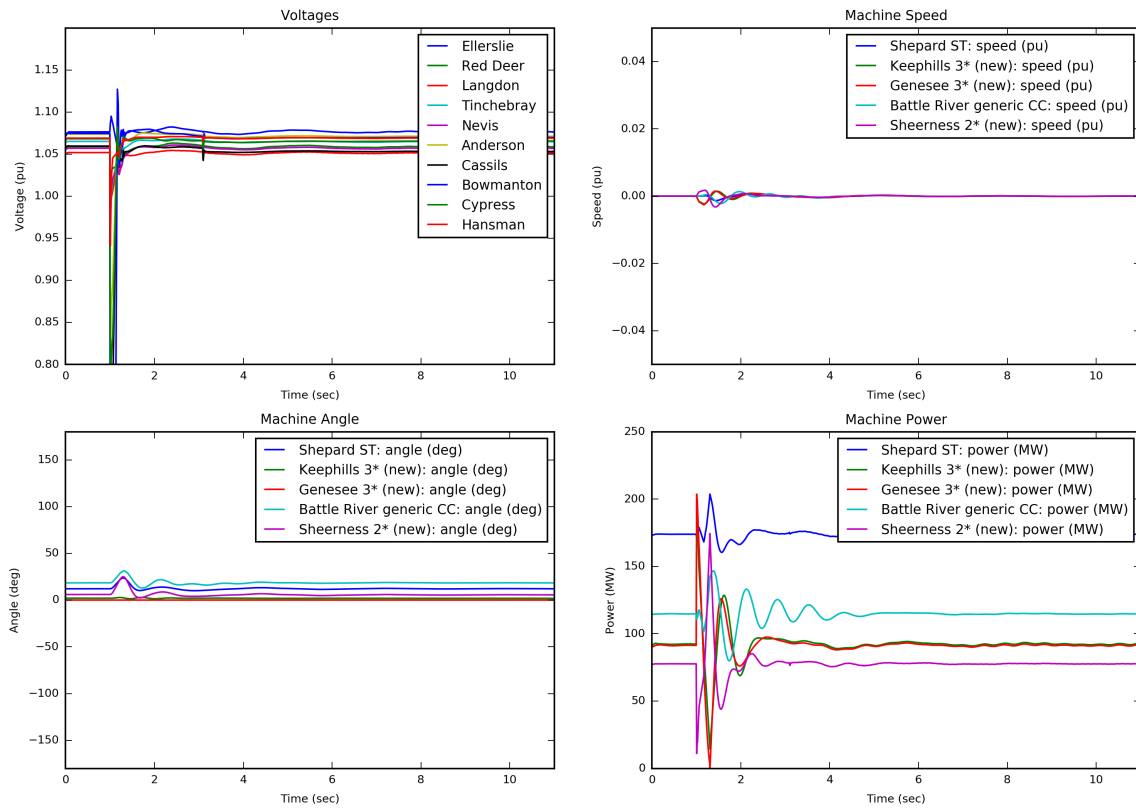 Voltages
1.15
1.10
1.05
1.00
0.95
0.90
0.85
0.80
Voltage (pu)
Ellerslie
Red Deer
Langdon
Tinchebray
Nevis
Anderson
Cassils
Bowmanton
Cypress
Hansman
0 2 4 6 8 10
Time (sec)
Machine Speed
0.04
0.02
0.00
−0.02
−0.04
Speed (pu)
Shepard ST: speed (pu)
Keephills 3* (new): speed (pu)
Genesee 3* (new): speed (pu)
Battle River generic CC: speed (pu)
Sheerness 2* (new): speed (pu)
0 2 4 6 8 10
Time (sec)
Machine Angle
150
100
50
0
−50
−100
−150
Angle (deg)
Shepard ST: angle (deg)
Keephills 3* (new): angle (deg)
Genesee 3* (new): angle (deg)
Battle River generic CC: angle (deg)
Sheerness 2* (new): angle (deg)
0 2 4 6 8 10
Time (sec)
Machine Power
250
200
150
100
50
0
Power (MW)
Shepard ST: power (MW)
Keephills 3* (new): power (MW)
Genesee 3* (new): power (MW)
Battle River generic CC: power (MW)
Sheerness 2* (new): power (MW)
0 2 4 6 8 10
Time (sec)